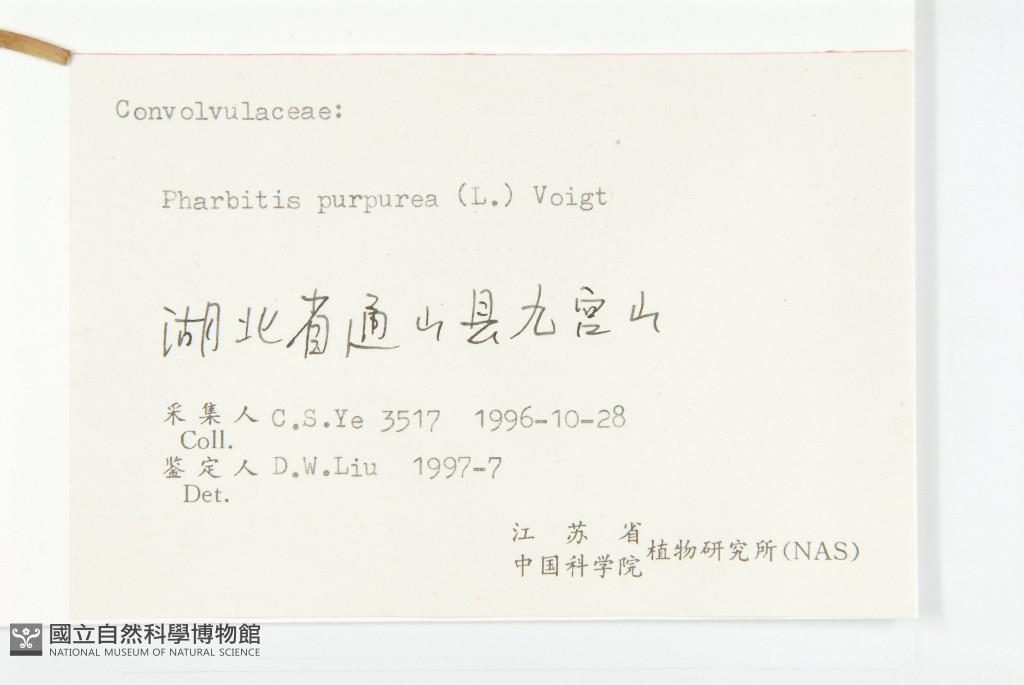 Convolvulaceae:
Pharbitis purpurea (L.) Voigt
湖北省通山县九宫山
采集人 C.S.Ye 3517 1996-10-28
Coll.
鉴定人 D.W.Liu 1997-7
Det.
江苏省
中国科学院 植物研究所(NAS)
國立自然科學博物館
NATIONAL MUSEUM OF NATURAL SCIENCE